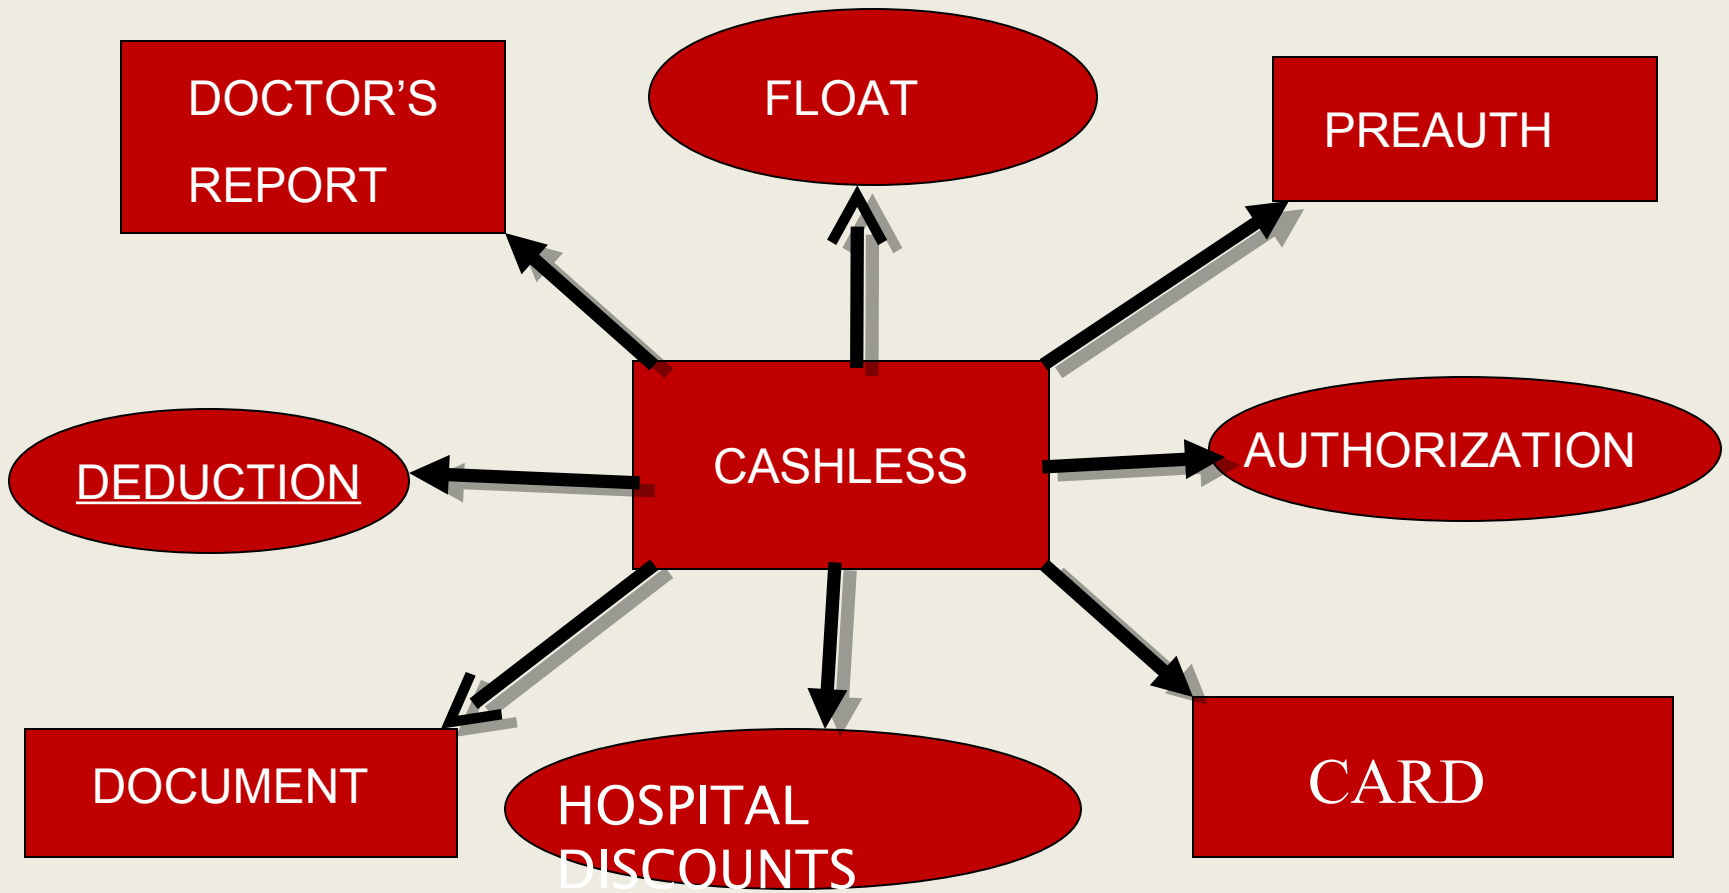 DOCTOR’S
REPORT
FLOAT
PREAUTH
DEDUCTION
CASHLESS
AUTHORIZATION
DOCUMENT
HOSPITAL
DISCOUNTS
CARD